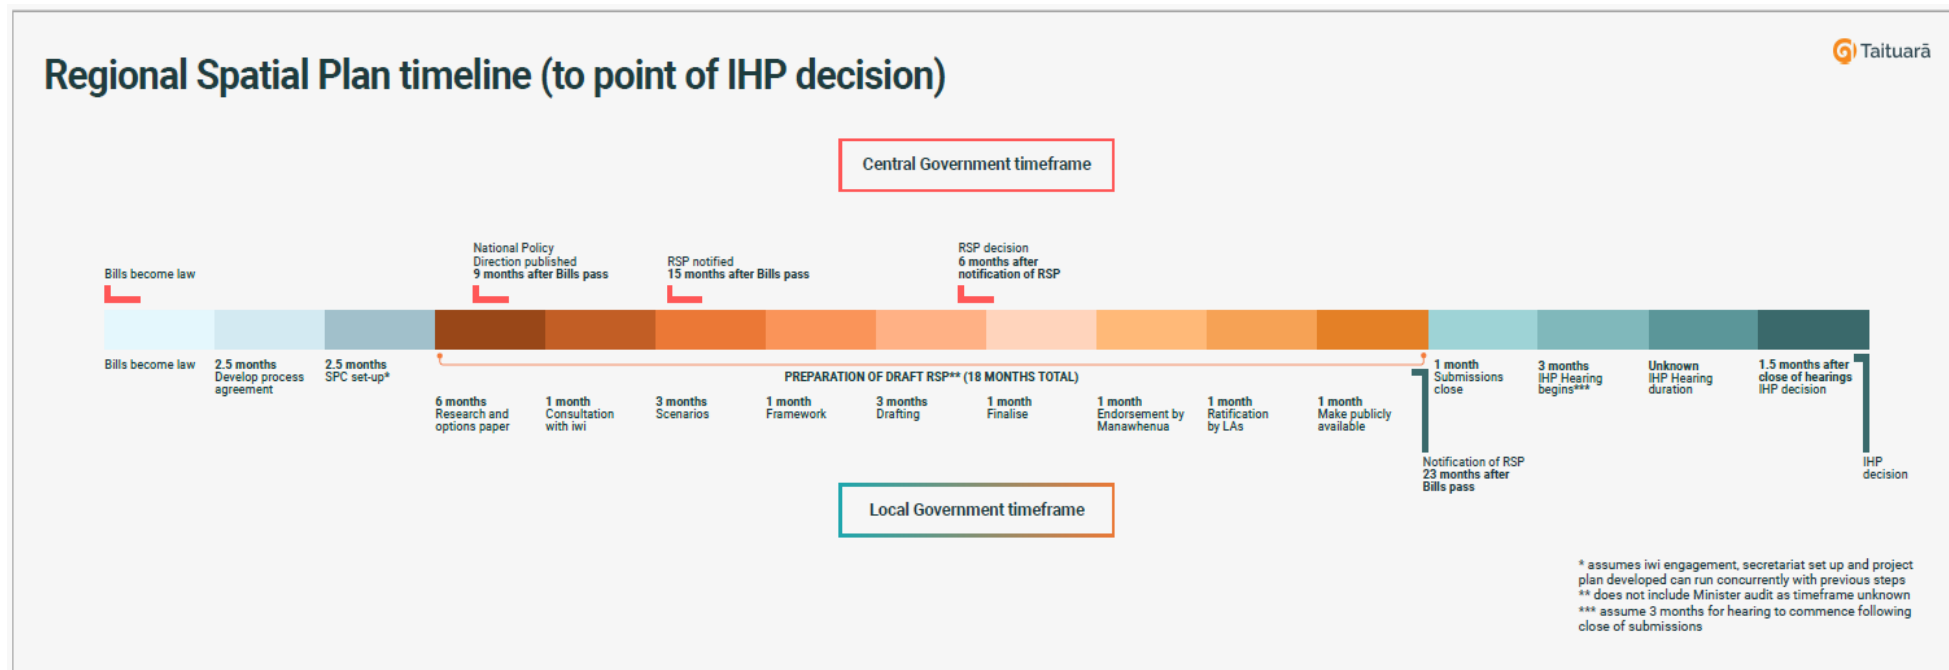 Taituarā
Regional Spatial Plan timeline (to point of IHP decision)
Central Government timeframe
Bills become law
National Policy
Direction published
9 months after Bills pass
RSP notified
15 months after Bills pass
RSP decision
6 months after
notification of RSP
Bills become law
2.5 months
Develop process
agreement
2.5 months
SPC set-up*
PREPARATION OF DRAFT RSP** (18 MONTHS TOTAL)
6 months
Research and
options paper
1 month
Consultation
with iwi
3 months
Scenarios
1 month
Framework
3 months
Drafting
1 month
Finalise
1 month
Endorsement by
Manawhenua
1 month
Ratification
by LAs
1 month
Make publicly
available
Notification of RSP
23 months after
Bills pass
1 month
Submissions
close
3 months
IHP Hearing
begins***
Unknown
IHP Hearing
duration
1.5 months after
close of hearings
IHP decision
IHP
decision
Local Government timeframe
* assumes iwi engagement, secretariat set up and project
plan developed can run concurrently with previous steps
** does not include Minister audit as timeframe unknown
*** assume 3 months for hearing to commence following
close of submissions